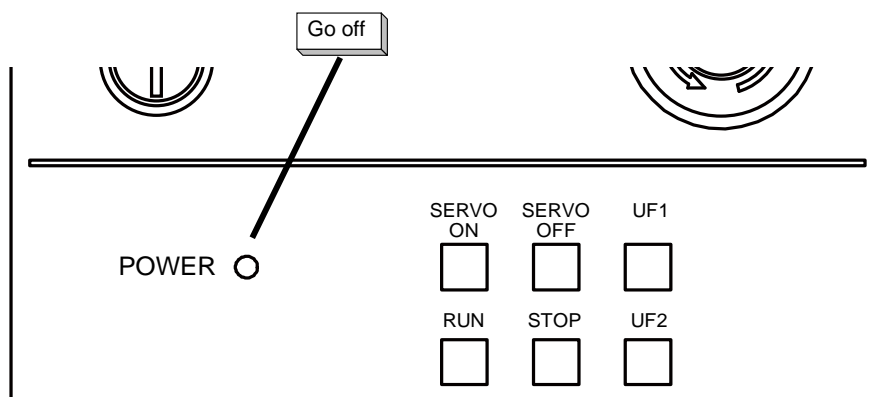 Go off
SERVO
ON
SERVO
OFF
UF1
POWER
RUN
STOP
UF2